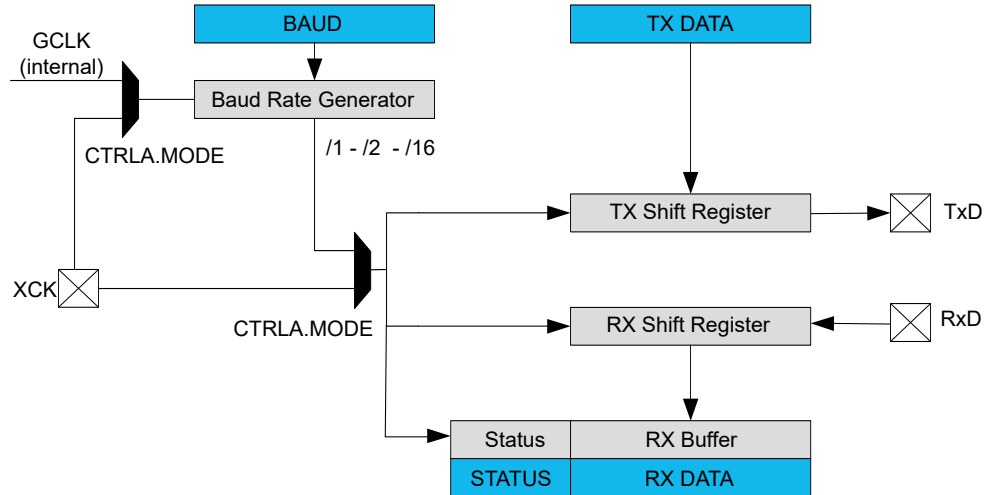 BAUD
TX DATA
GCLK
(internal)
Baud Rate Generator
/1 - /2 - /16
CTRLA.MODE
TX Shift Register
TxD
XCK
CTRLA.MODE
RX Shift Register
RxD
Status
RX Buffer
STATUS
RX DATA